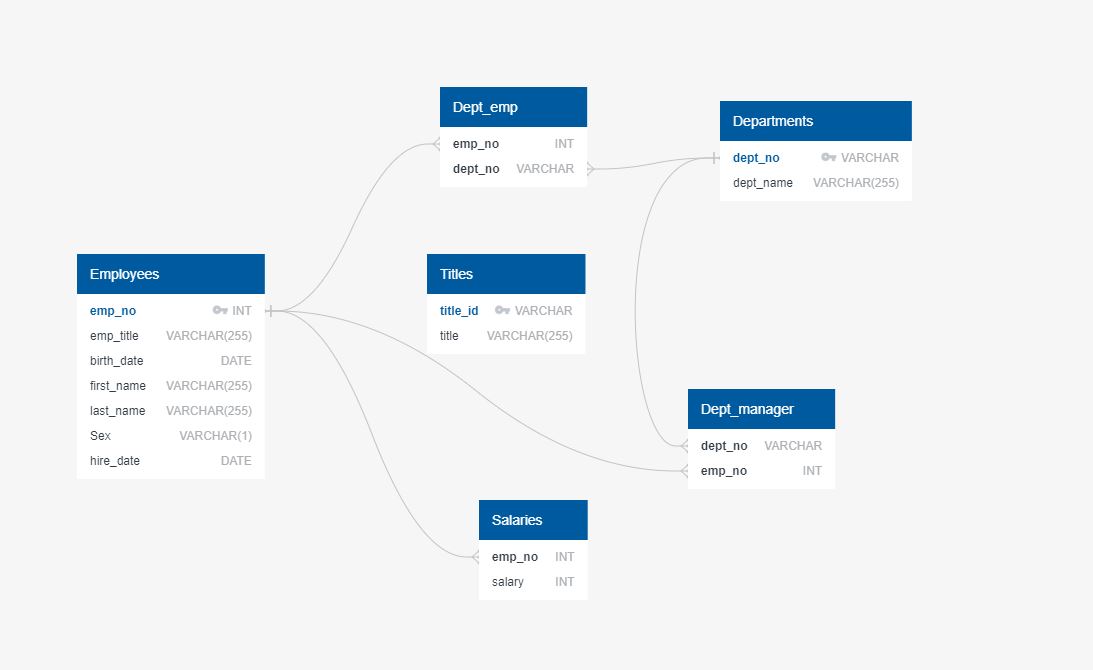 Dept_emp
emp_no INT
dept_no VARCHAR
Departments
dept_no VARCHAR
dept_name VARCHAR(255)
Employees
emp_no INT
emp_title VARCHAR(255)
birth_date DATE
first_name VARCHAR(255)
last_name VARCHAR(255)
Sex VARCHAR(1)
hire_date DATE
Titles
title_id VARCHAR
title VARCHAR(255)
Dept_manager
dept_no VARCHAR
emp_no INT
Salaries
emp_no INT
salary INT